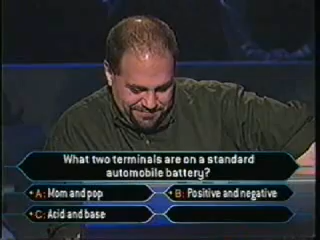 What two terminals are on a standard
automobile battery?
A: Mom and pop
B: Positive and negative
C: Acid and base